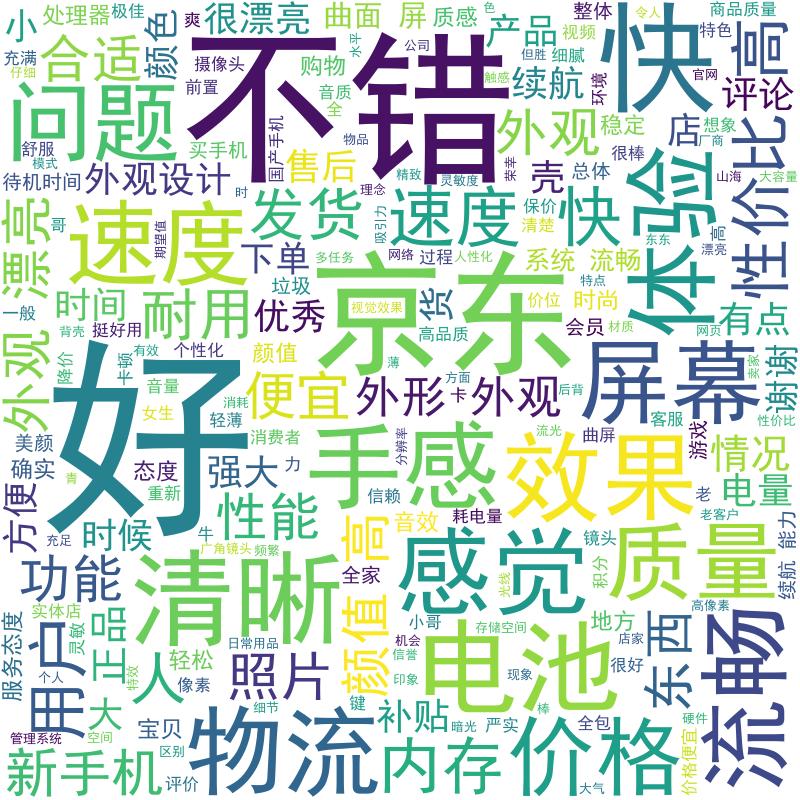 小
处理器
极佳
爽
很漂亮
曲面
屏
质感
色
产品
整体
令人
商品质量
快
高
充满
仔细
合适
颜色
摄像头
前置
不错
购物
水平
公司
音质
全
视频
但胜
细腻
触感
续航
环境
特色
官网
评论
问题
舒服
模式
待机时间
买手机
国产手机
售后
物品
精致
灵敏度
荣幸
外观
稳定
很棒
店
想象
厂商
体验
性价比
山海
大容量
外观设计
时
理念
壳
总体
漂亮
哥
速度
期望值
发货
吸引力
速度
保价
清楚
快
高
漂亮
东东
下单
多任务
网络
过程
人性化
系统
流畅
特点
一般
时间
耐用
垃圾
优秀
视觉效果
货
价位
时尚
有点
外观
背壳
挺好用
京东
高品质
会员
材质
网页
降价
卡顿
有效
个性化
颜值
薄
屏幕
卖家
谢谢
好
音量
女生
轻薄
消耗
便宜
外形
卡
方面
外观
后背
客服
性价比
美颜
消费者
手感
分辨率
流光
曲屏
游戏
确实
态度
强大
力
效果
情况
方便
青
重新
信赖
老
电量
充足
时候
牛
性能
高
音效
耗电量
镜头
老客户
功能
清晰
广角镜头
频繁
全家
感觉
光线
积分
质量
续航
能力
服务态度
实体店
灵敏
正品
轻松
日常用品
颜值
小哥
机会
信誉
存储空间
地方
店家
东西
高像素
流畅
用户
个人
特效
人
像素
照片
印象
电池
现象
很好
管理系统
空间
大
宝贝
物流
细节
键
补贴
暗光
严实
棒
全包
价格
硬件
价格便宜
新手机
区别
评价
内存
大气